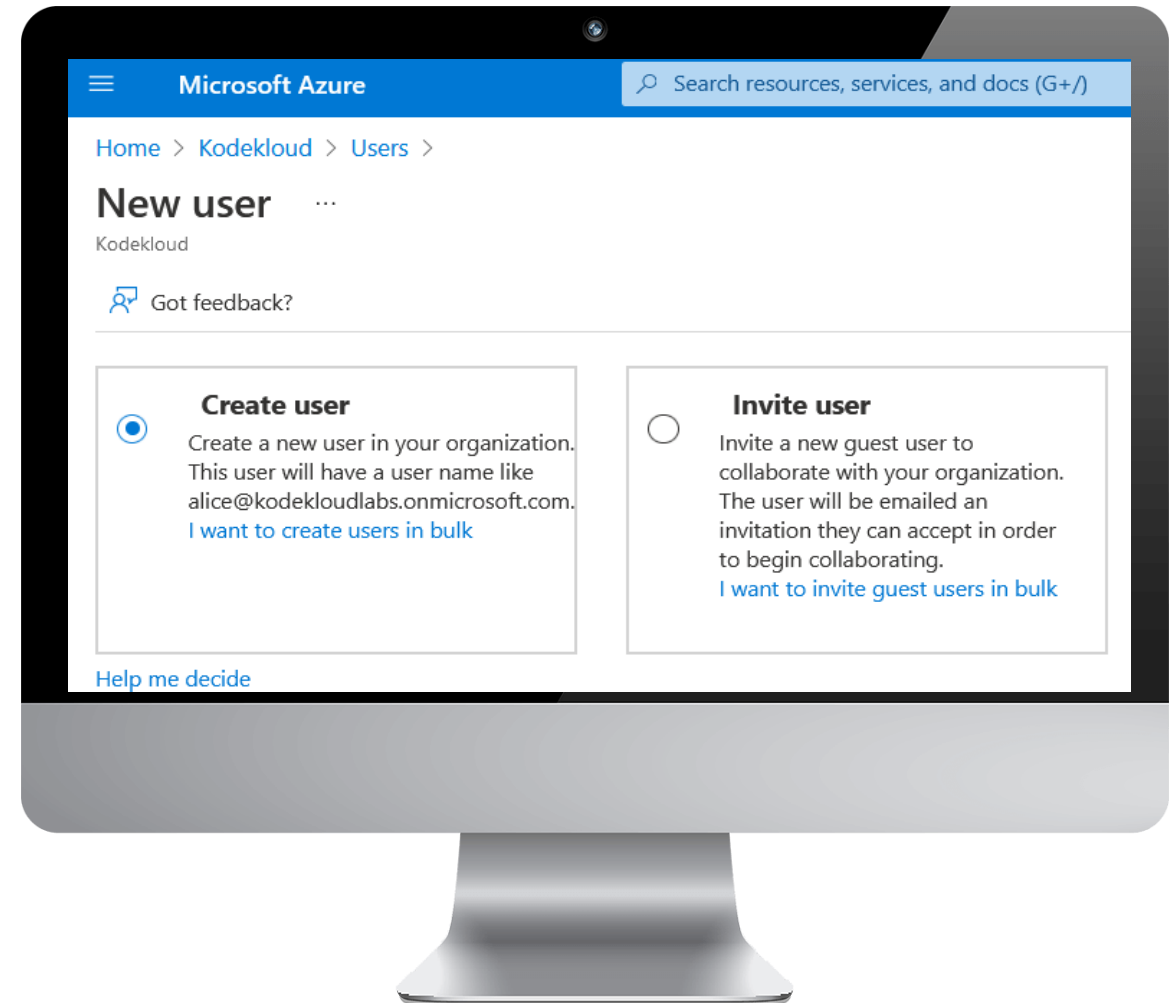 Microsoft Azure
Search resources, services, and docs (G+/)
Home > Kodekloud > Users >
New user ...
Kodekloud
Got feedback?
Create user
Create a new user in your organization.
This user will have a user name like
alice@kodekloudlabs.onmicrosoft.com.
I want to create users in bulk
Invite user
Invite a new guest user to
collaborate with your organization.
The user will be emailed an
invitation they can accept in order
to begin collaborating.
I want to invite guest users in bulk
Help me decide